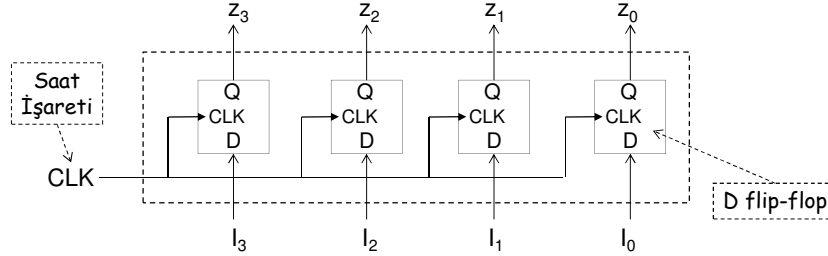 z3 z2 z1 z0
Saat
İşareti
Q Q Q Q
CLK CLK CLK CLK
D D D D
CLK
D flip-flop
I3 I2 I1 I0